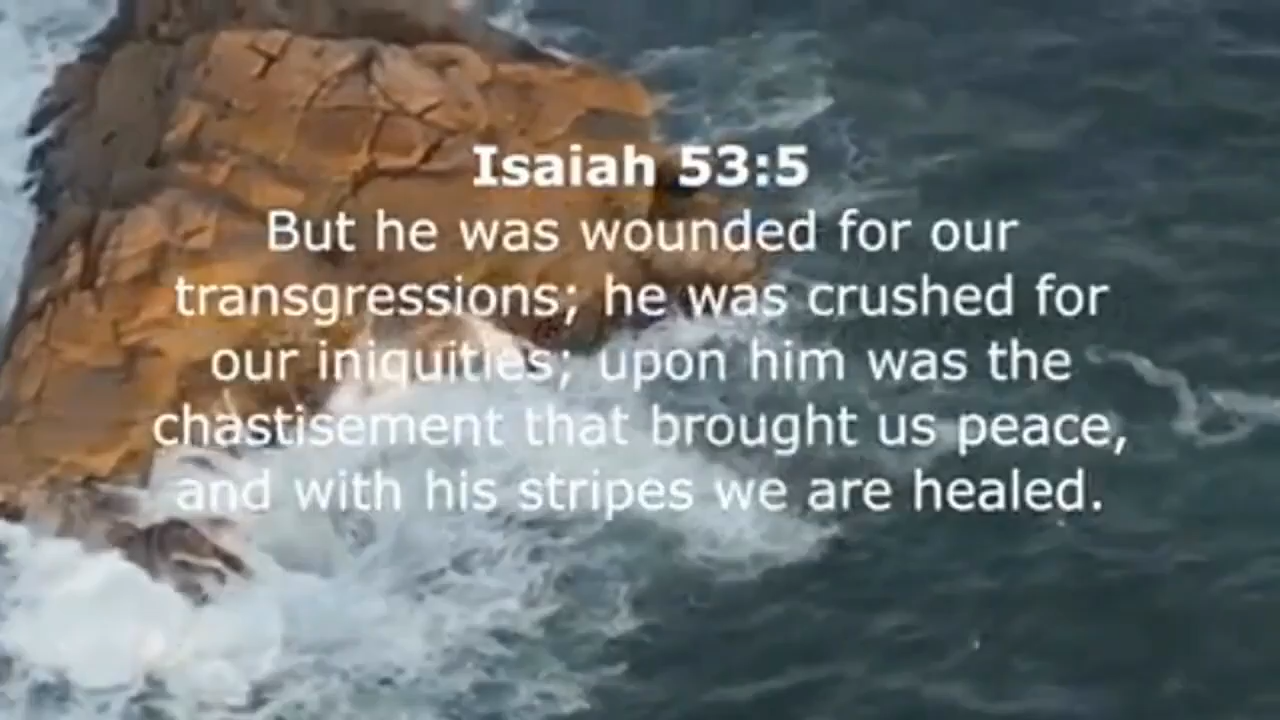 Isaiah 53:5
But he was wounded for our
transgressions; he was crushed for
our iniquities; upon him was the
chastisement that brought us peace,
and with his stripes we are healed.